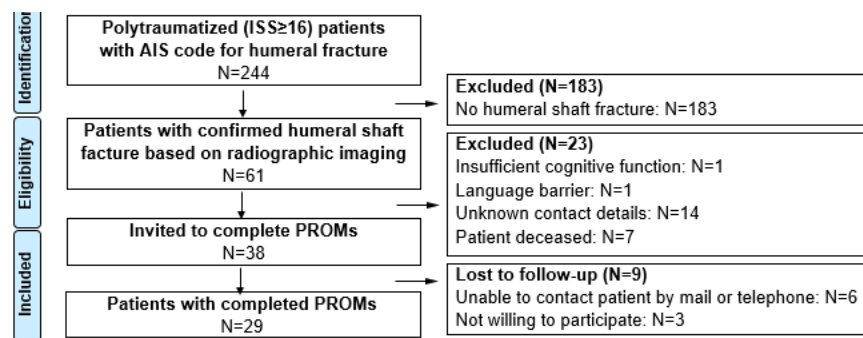 Identification
Polytraumatized (ISS≥16) patients
with AIS code for humeral fracture
N=244
Excluded (N=183)
No humeral shaft fracture: N=183
Eligibility
Patients with confirmed humeral shaft
facture based on radiographic imaging
N=61
Excluded (N=23)
Insufficient cognitive function: N=1
Language barrier: N=1
Unknown contact details: N=14
Patient deceased: N=7
Invited to complete PROMs
N=38
Included
Lost to follow-up (N=9)
Unable to contact patient by mail or telephone: N=6
Not willing to participate: N=3
Patients with completed PROMs
N=29